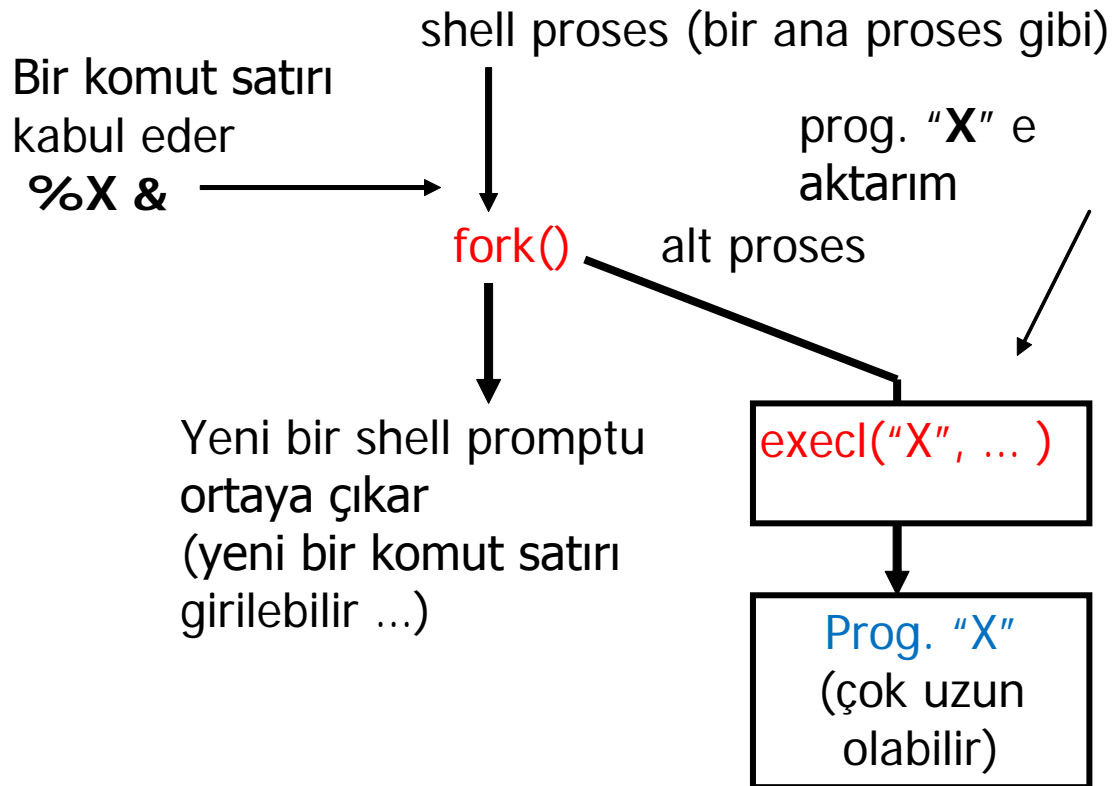 shell proses (bir ana proses gibi)
Bir komut satırı
kabul eder
%X &
prog. “X” e
aktarım
fork()
alt proses
Yeni bir shell promptu
ortaya çıkar
(yeni bir komut satırı
girilebilir …)
execl(“X”, … )
Prog. “X”
(çok uzun
olabilir)